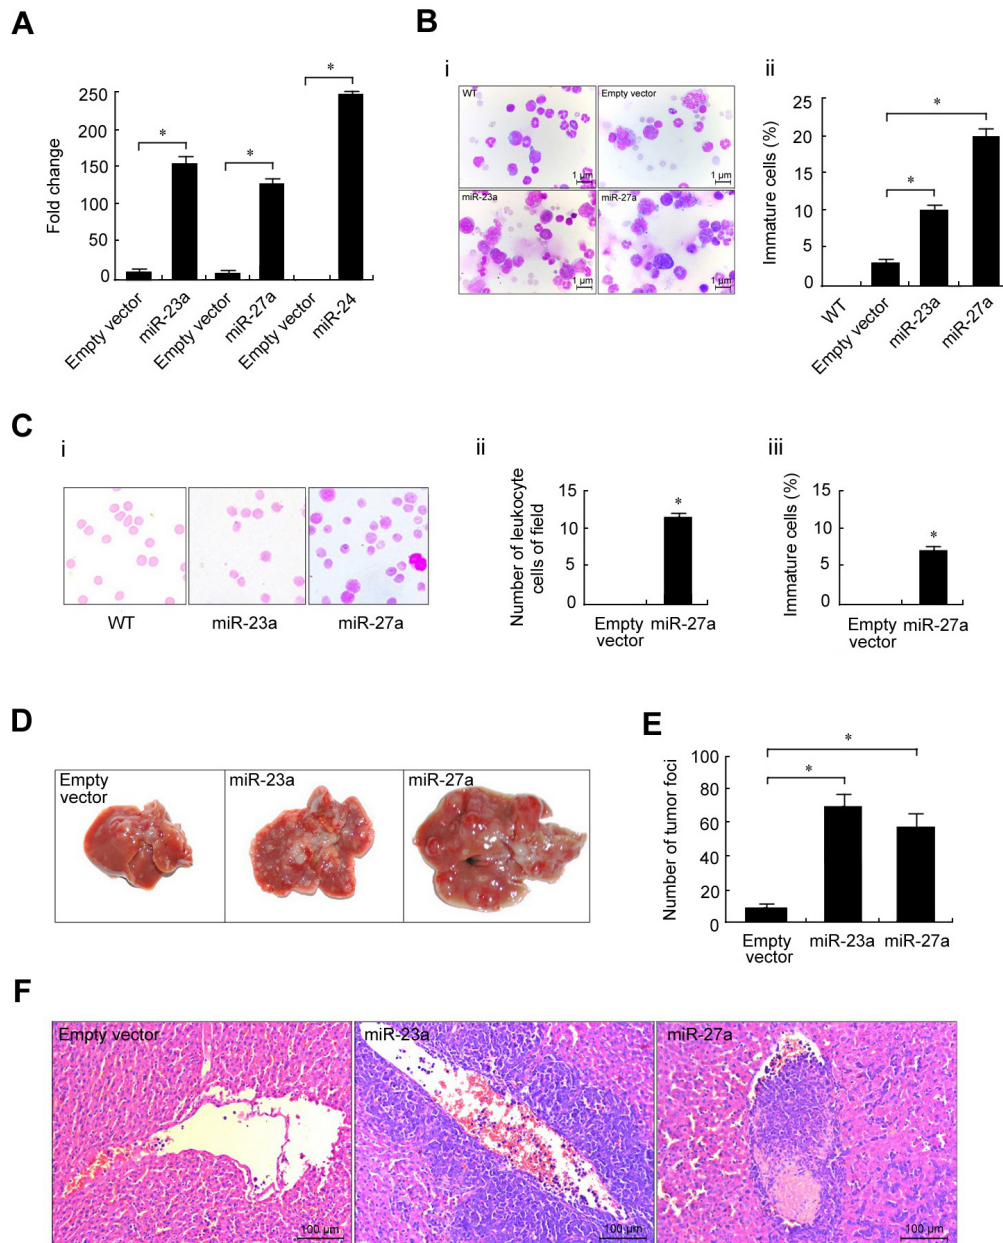 A
Fold change
250
200
150
100
50
0
*
*
*
Empty vector
miR-23a
Empty vector
miR-27a
Empty vector
miR-24
B
i
WT
1 µm
Empty vector
1 µm
miR-23a
1 µm
miR-27a
1 µm
ii
Immature cells (%)
25
20
15
10
5
0
*
*
WT
Empty vector
miR-23a
miR-27a
C
i
WT
miR-23a
miR-27a
ii
Number of leukocyte
cells of field
15
10
5
0
*
Empty
vector
miR-27a
iii
Immature cells (%)
15
10
5
0
*
Empty
vector
miR-27a
D
Empty
vector
miR-23a
miR-27a
E
Number of tumor foci
100
80
60
40
20
0
*
*
Empty
vector
miR-23a
miR-27a
F
Empty vector
100 µm
miR-23a
100 µm
miR-27a
100 µm